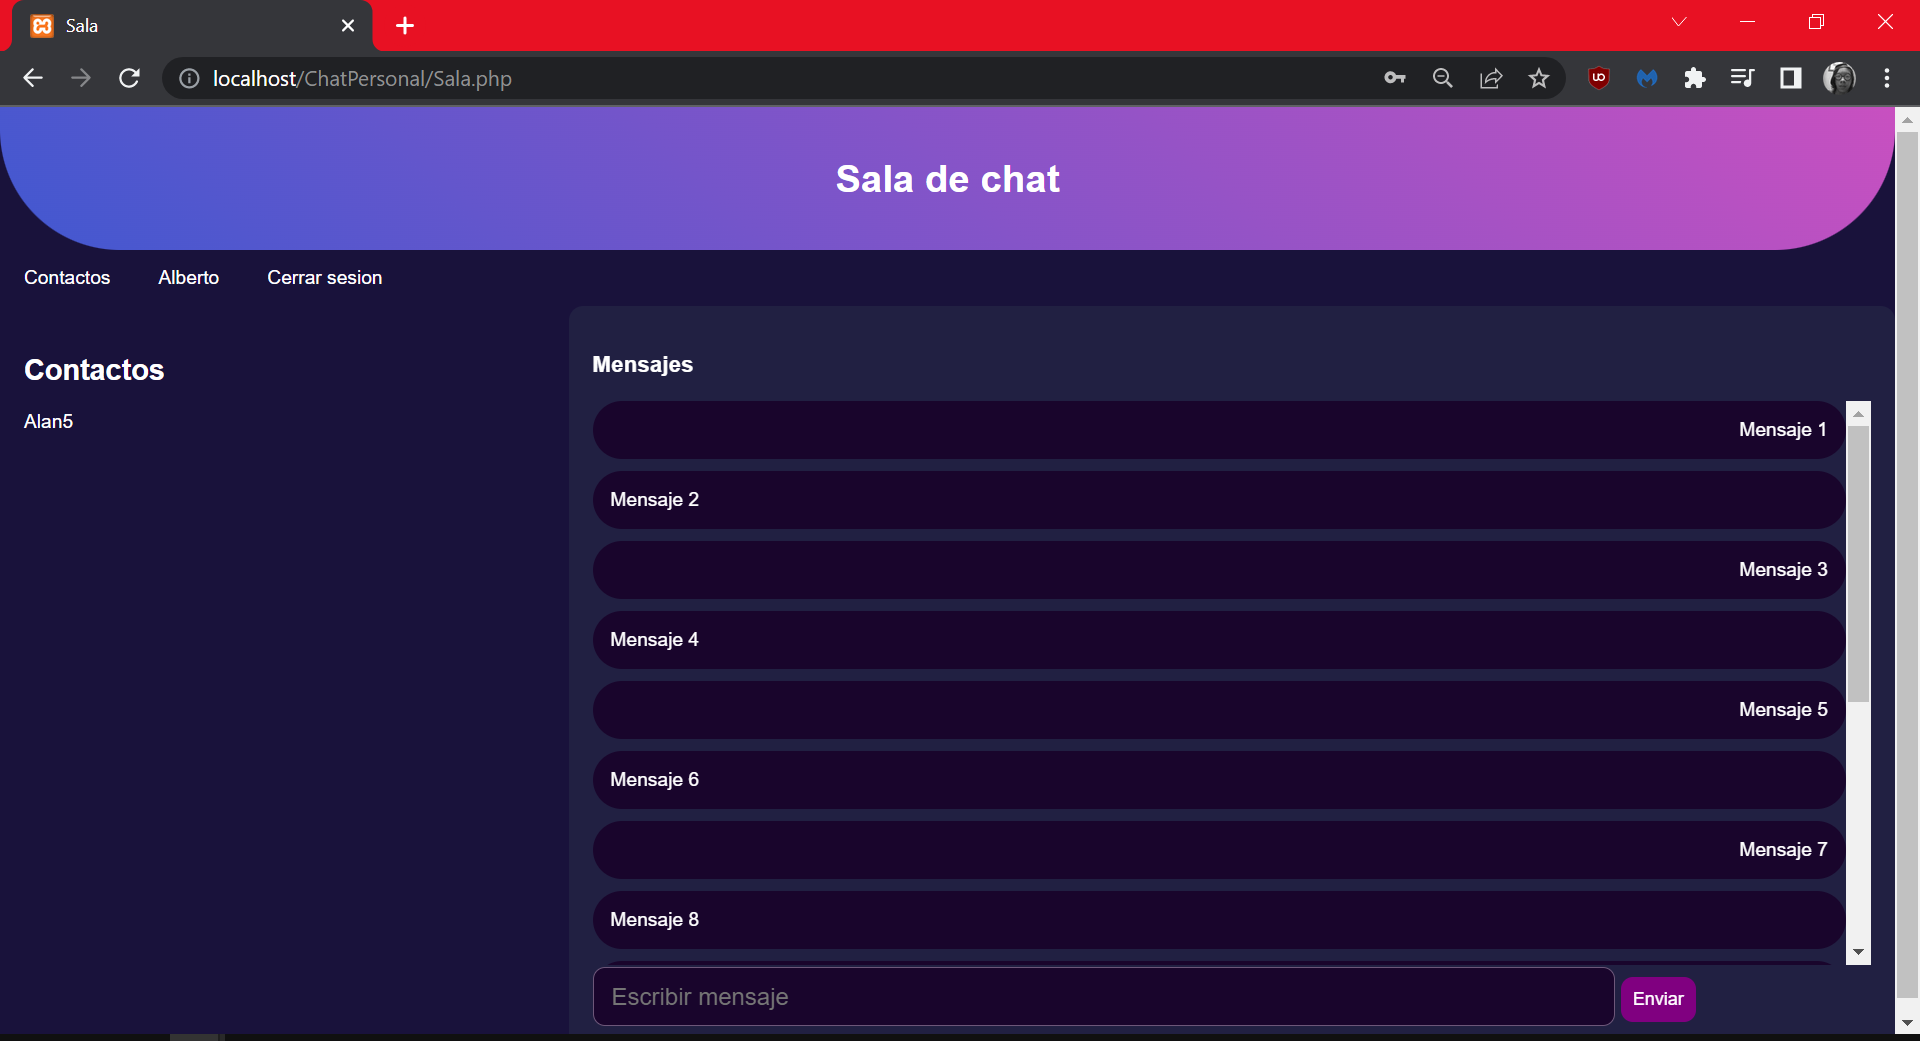 Sala
localhost/ChatPersonal/Sala.php
Sala de chat
Contactos Alberto Cerrar sesion
Contactos
Alan5
Mensajes
Mensaje 1
Mensaje 2
Mensaje 3
Mensaje 4
Mensaje 5
Mensaje 6
Mensaje 7
Mensaje 8
Escribir mensaje
Enviar